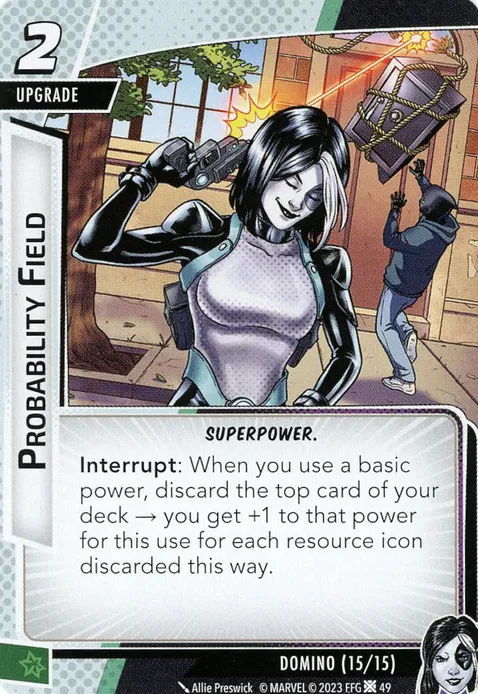 2
UPGRADE
PROBABILITY FIELD
SUPERPOWER.
Interrupt: When you use a basic
power, discard the top card of your
deck → you get +1 to that power
for this use for each resource icon
discarded this way.
DOMINO (15/15)
Allie Preswick © MARVEL © 2023 FFG 49